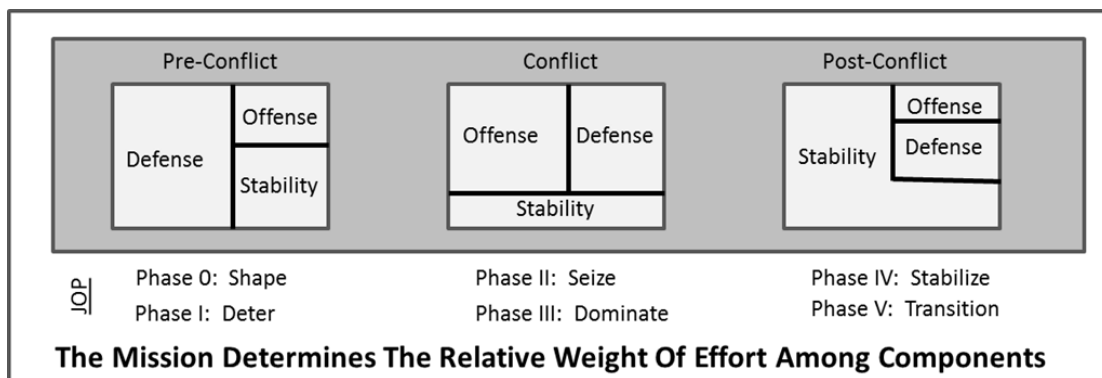 Pre-Conflict
Conflict
Post-Conflict
Defense
Offense
Stability
Offense
Defense
Stability
Stability
Offense
Defense
JOP
Phase 0: Shape
Phase I: Deter
Phase II: Seize
Phase III: Dominate
Phase IV: Stabilize
Phase V: Transition
The Mission Determines The Relative Weight Of Effort Among Components